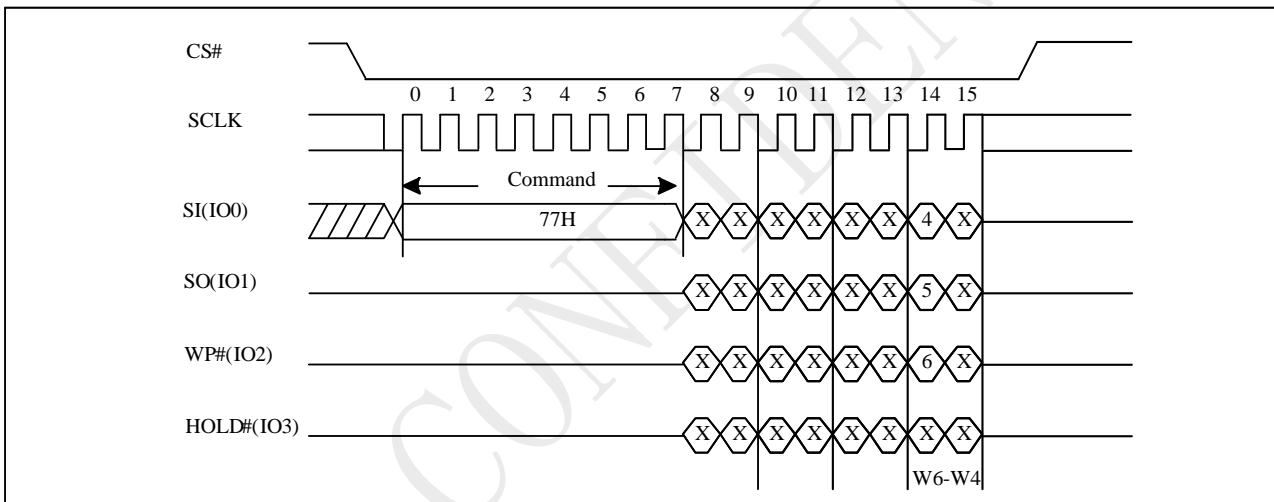 CS#
0 1 2 3 4 5 6 7 8 9 10 11 12 13 14 15
SCLK
Command
SI(IO0) 77H X X X X X X 4 X
SO(IO1) X X X X X X 5 X
WP#(IO2) X X X X X X 6 X
HOLD#(IO3) X X X X X X X X
W6-W4
CONFIDEN